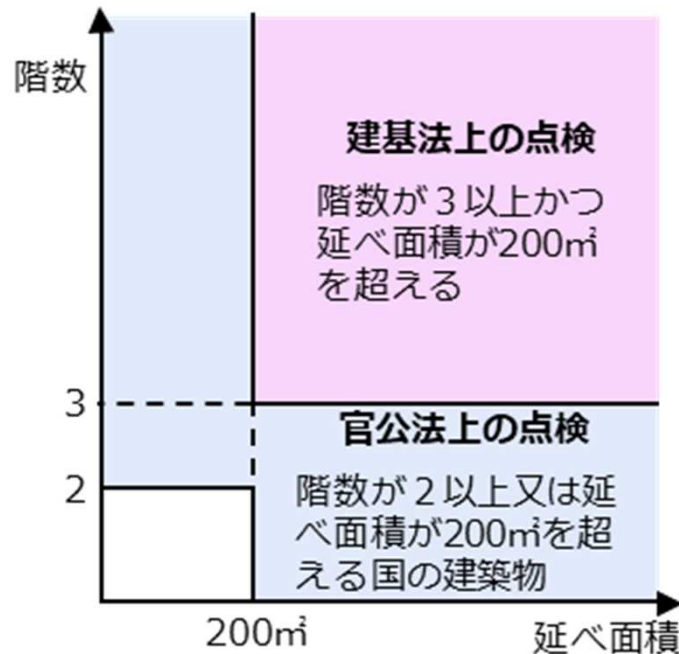 階数
建基法上の点検
階数が３以上かつ
延べ面積が200㎡
を超える
3
官公法上の点検
2
階数が２以上又は延
べ面積が200㎡を超
える国の建築物
200㎡
延べ面積